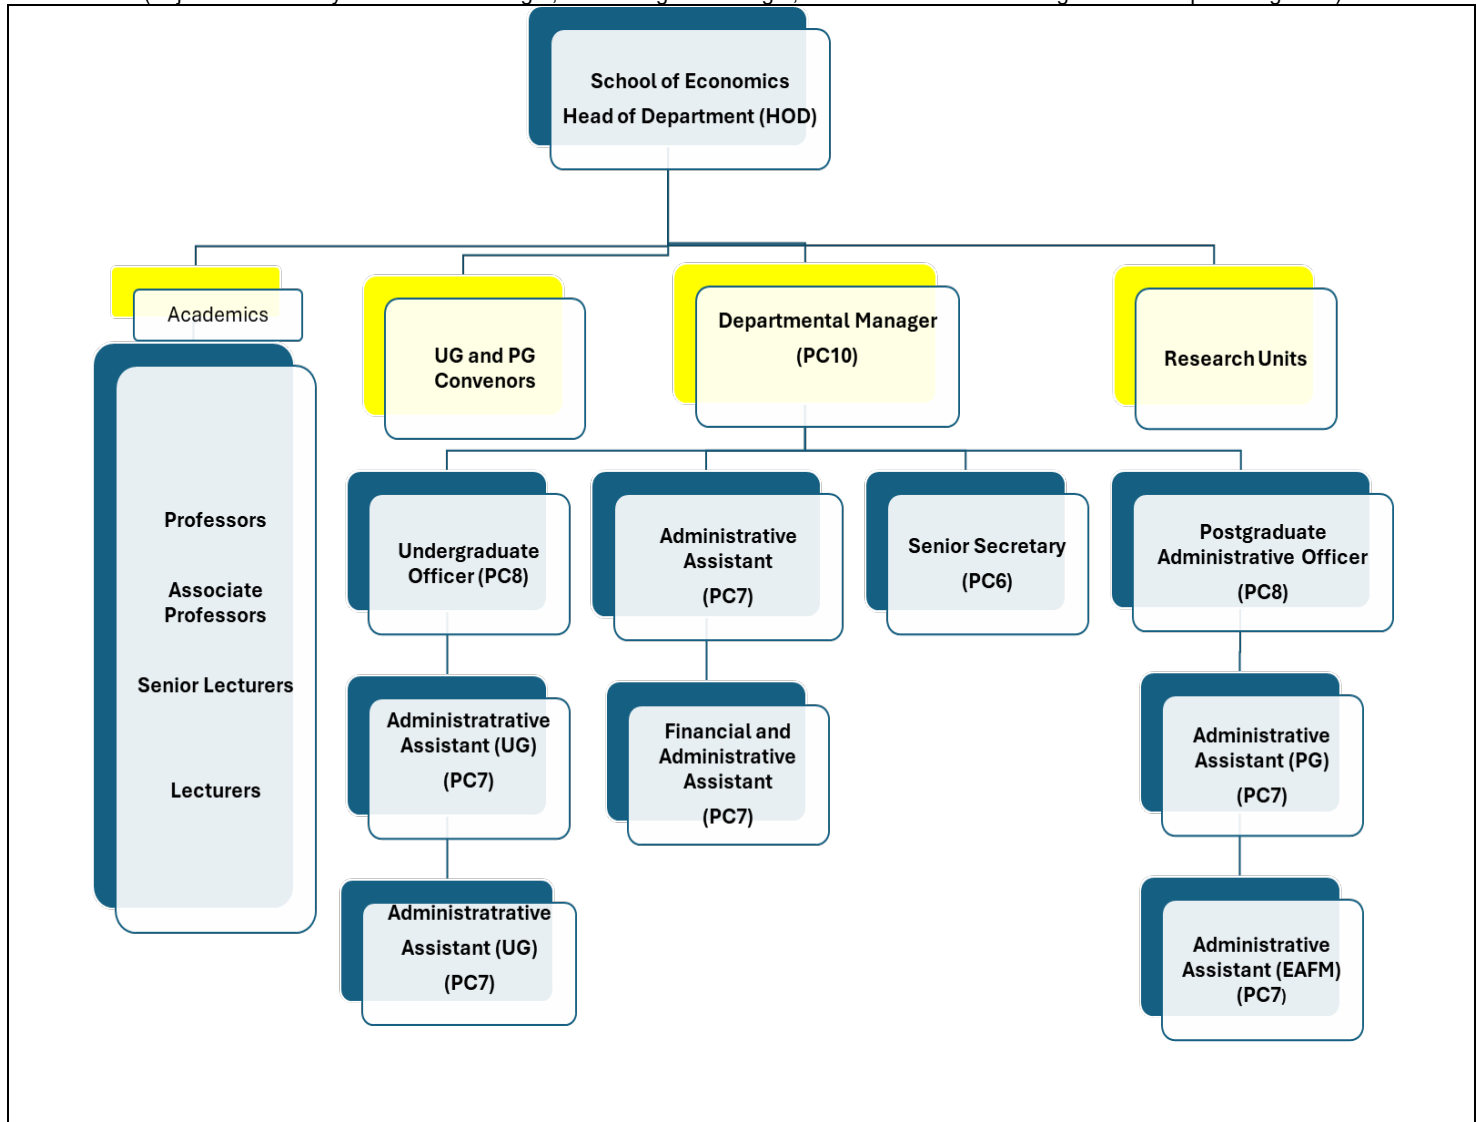 School of Economics
Head of Department (HOD)
Academics
UG and PG
Convenors
Departmental Manager
(PC10)
Research Units
Professors
Associate
Professors
Senior Lecturers
Lecturers
Undergraduate
Officer (PC8)
Administrative
Assistant
(PC7)
Senior Secretary
(PC6)
Postgraduate
Administrative Officer
(PC8)
Administratrative
Assistant (UG)
(PC7)
Financial and
Administrative
Assistant
(PC7)
Administrative
Assistant (PG)
(PC7)
Administratrative
Assistant (UG)
(PC7)
Administrative
Assistant (EAFM)
(PC7)